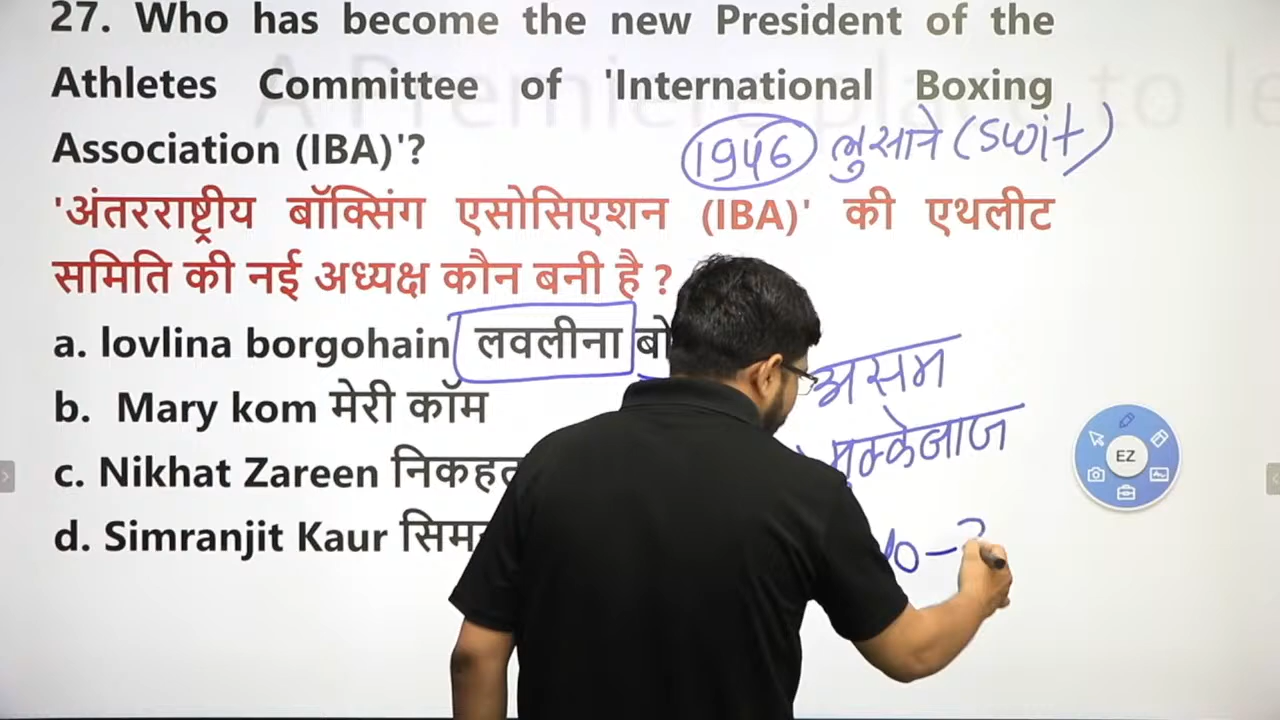 27. Who has become the new President of the
Athletes Committee of 'International Boxing
Association (IBA)'?
1946 लुसाने (swit)
'अंतरराष्ट्रीय बॉक्सिंग एसोसिएशन (IBA)' की एथलीट
समिति की नई अध्यक्ष कौन बनी है ?
a. lovlina borgohain लवलीना
असम
b. Mary kom मेरी कॉम
c. Nikhat Zareen
d. Simranjit Kaur
EZ